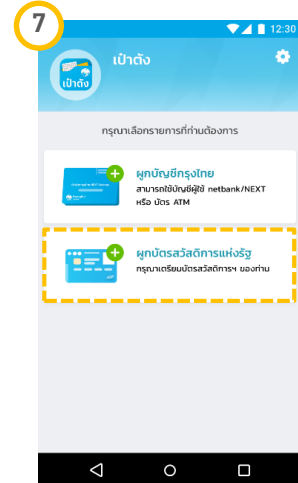 7
12:30
เป๋าตัง
เป๋าตัง
กรุณาเลือกรายการที่ท่านต้องการ
ผูกบัญชีกรุงไทย
สามารถใช้บัญชีผู้ใช้ netbank/NEXT
หรือ บัตร ATM
ผูกบัตรสวัสดิการแห่งรัฐ
กรุณาเตรียมบัตรสวัสดิการฯ ของท่าน